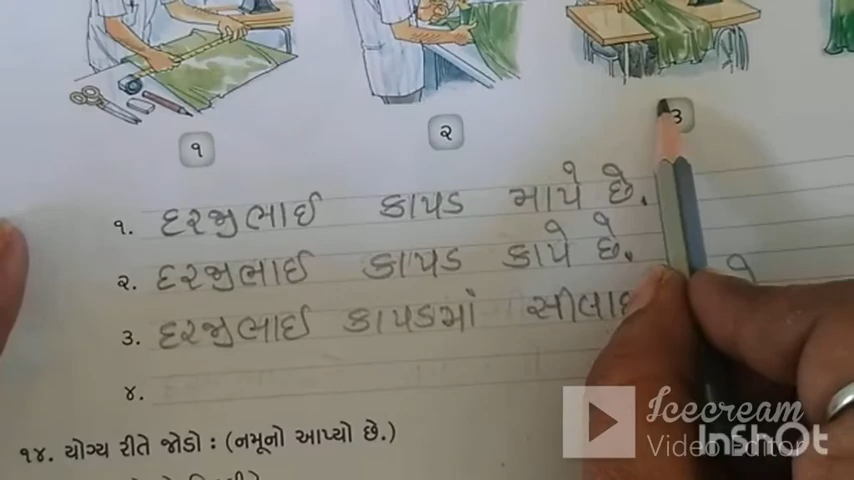 ૧ ૨ ૩
૧. દરજીભાઈ કાપડ માપે છે.
૨. દરજીભાઈ કાપડ કાપે છે.
૩. દરજીભાઈ કાપડમાં
૪.
૧૪. યોગ્ય રીતે જોડો : (નમૂનો આપ્યો છે.)
Icecream
Video Editor
InShOt